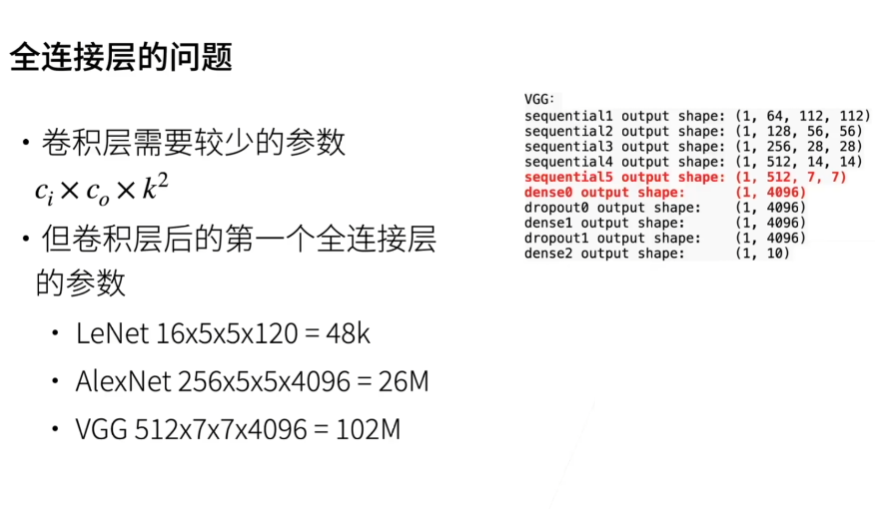 全连接层的问题
• 卷积层需要较少的参数
cᵢ × cₒ × k²
• 但卷积层后的第一个全连接层
的参数
• LeNet 16x5x5x120 = 48k
• AlexNet 256x5x5x4096 = 26M
• VGG 512x7x7x4096 = 102M
VGG:
sequential1 output shape: (1, 64, 112, 112)
sequential2 output shape: (1, 128, 56, 56)
sequential3 output shape: (1, 256, 28, 28)
sequential4 output shape: (1, 512, 14, 14)
sequential5 output shape: (1, 512, 7, 7)
dense0 output shape: (1, 4096)
dropout0 output shape: (1, 4096)
dense1 output shape: (1, 4096)
dropout1 output shape: (1, 4096)
dense2 output shape: (1, 10)